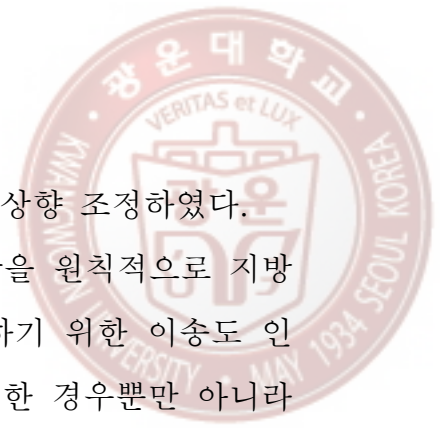 광운대학교
VERITAS et LUX
KWANGWOON UNIVERSITY • MAY 1934 SEOUL KOREA
광운
상향 조정하였다.
을 원칙적으로 지방
하기 위한 이송도 인
한 경우뿐만 아니라